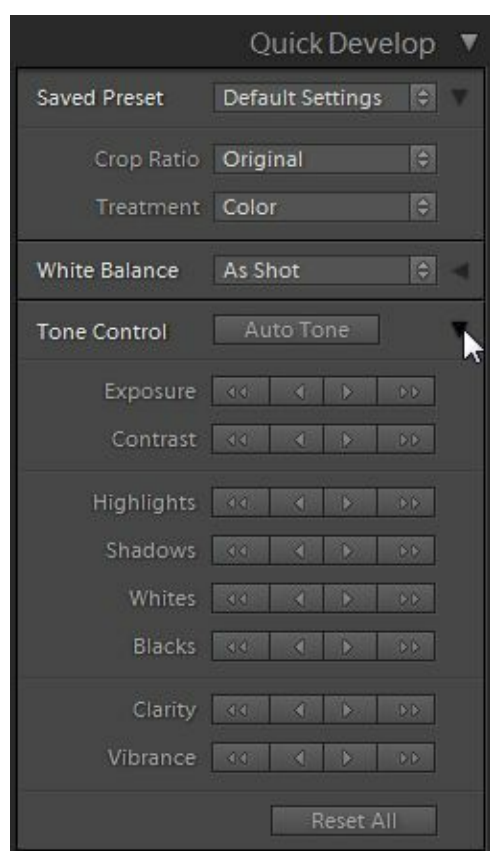 Quick Develop
Saved Preset Default Settings
Crop Ratio Original
Treatment Color
White Balance As Shot
Tone Control Auto Tone
Exposure
Contrast
Highlights
Shadows
Whites
Blacks
Clarity
Vibrance
Reset All